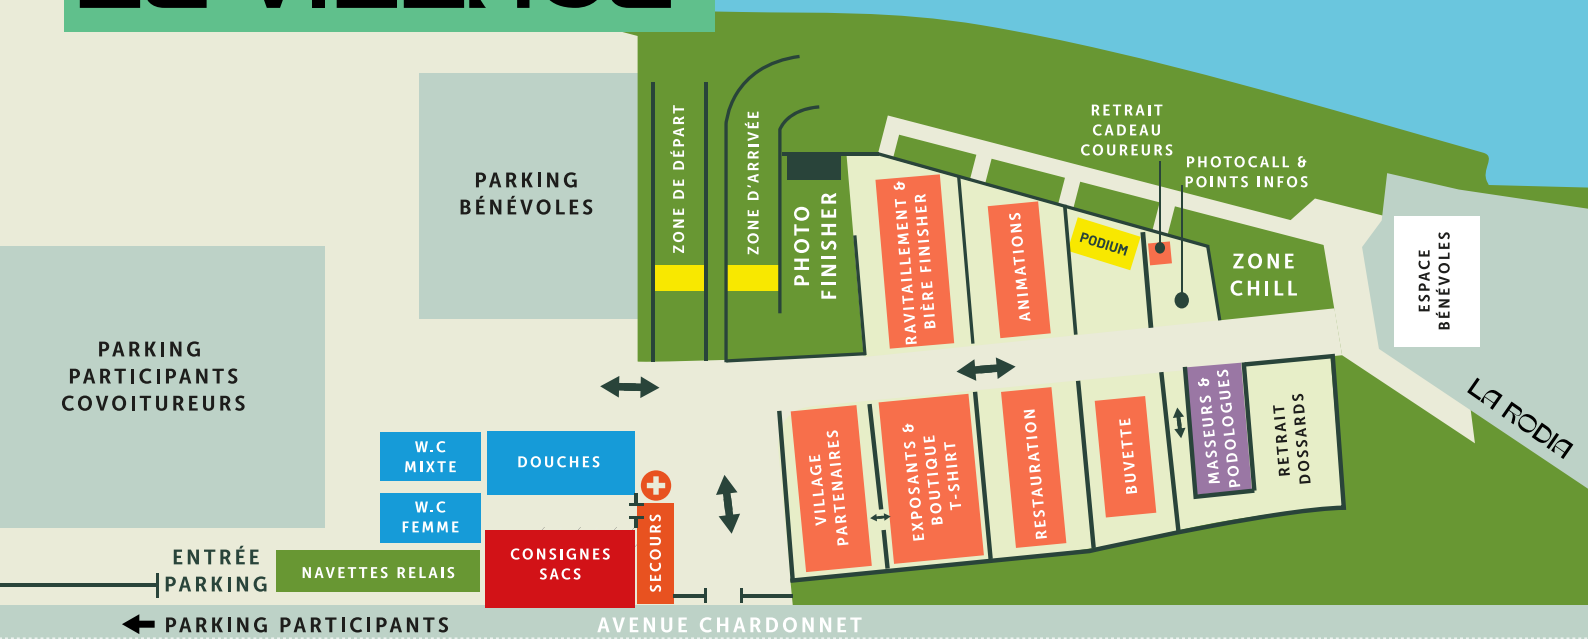 LE VILLAGE
PARKING
BÉNÉVOLES
ZONE DE DÉPART
ZONE D'ARRIVÉE
PHOTO
FINISHER
RAVITAILLEMENT &
BIÈRE FINISHER
ANIMATIONS
PODIUM
RETRAIT
CADEAU
COUREURS
PHOTOCALL &
POINTS INFOS
ZONE
CHILL
ESPACE
BÉNÉVOLES
LA RODIA
PARKING
PARTICIPANTS
COVOITUREURS
W.C
MIXTE
DOUCHES
W.C
FEMME
SECOURS
CONSIGNES
SACS
NAVETTES RELAIS
ENTRÉE
PARKING
VILLAGE
PARTENAIRES
EXPOSANTS &
BOUTIQUE
T-SHIRT
RESTAURATION
BUVETTE
MASSEURS &
PODOLOGUES
RETRAIT
DOSSARDS
PARKING PARTICIPANTS
AVENUE CHARDONNET